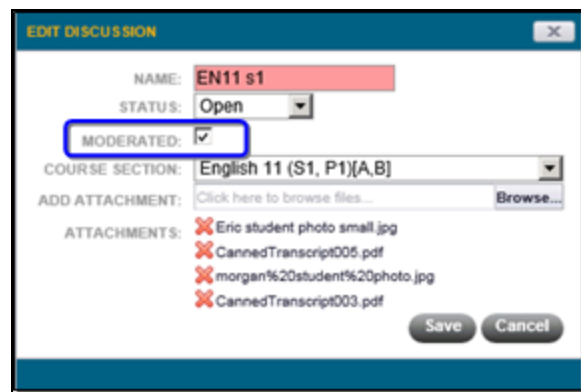 EDIT DISCUSSION
NAME: EN11 s1
STATUS: Open
MODERATED:
COURSE SECTION: English 11 (S1, P1)[A,B]
ADD ATTACHMENT: Click here to browse files... Browse...
ATTACHMENTS: Eric student photo small.jpg
CannedTranscript005.pdf
morgan%20student%20photo.jpg
CannedTranscript003.pdf
Save Cancel